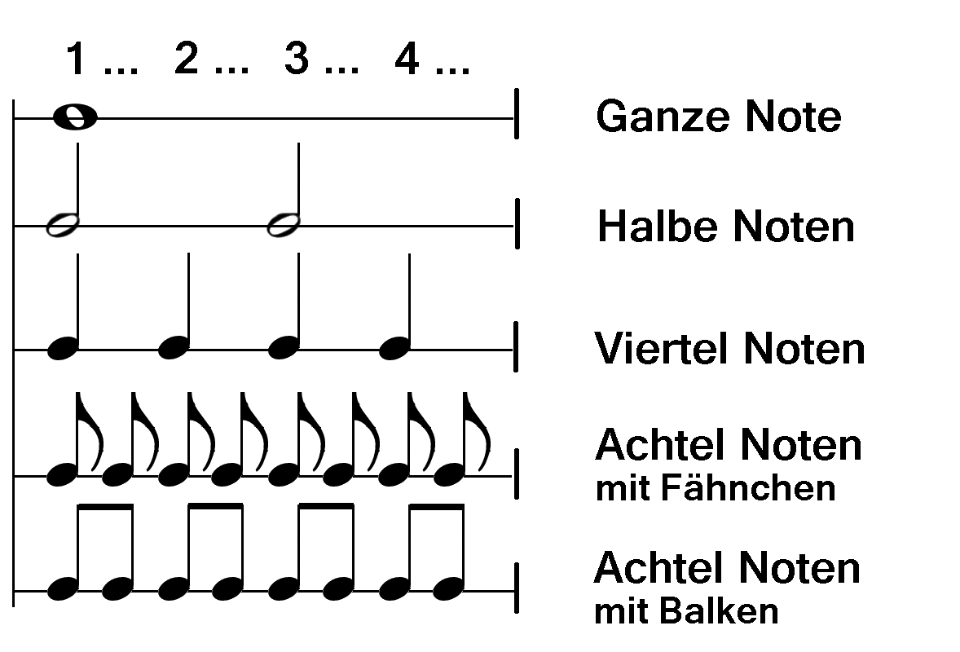 1 ... 2 ... 3 ... 4 ...
Ganze Note
Halbe Noten
Viertel Noten
Achtel Noten
mit Fähnchen
Achtel Noten
mit Balken